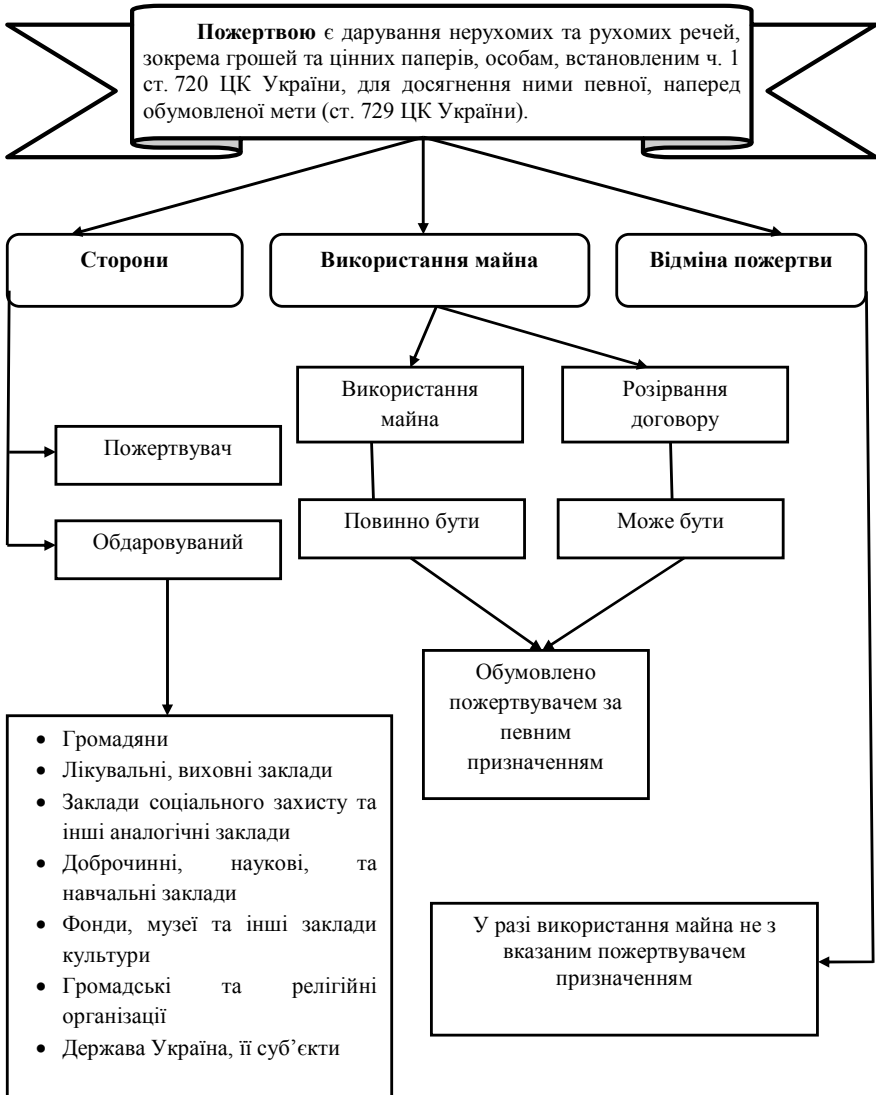 Пожертвою є дарування нерухомих та рухомих речей,
зокрема грошей та цінних паперів, особам, встановленим ч. 1
ст. 720 ЦК України, для досягнення ними певної, наперед
обумовленої мети (ст. 729 ЦК України).
Сторони
Використання майна
Відміна пожертви
Використання
майна
Розірвання
договору
Пожертвувач
Повинно бути
Може бути
Обдаровуваний
Обумовлено
пожертвувачем за
певним
призначенням
• Громадяни
• Лікувальні, виховні заклади
• Заклади соціального захисту та
інші аналогічні заклади
• Доброчинні, наукові, та
навчальні заклади
• Фонди, музеї та інші заклади
культури
• Громадські та релігійні
організації
• Держава Україна, її суб’єкти
У разі використання майна не з
вказаним пожертвувачем
призначенням